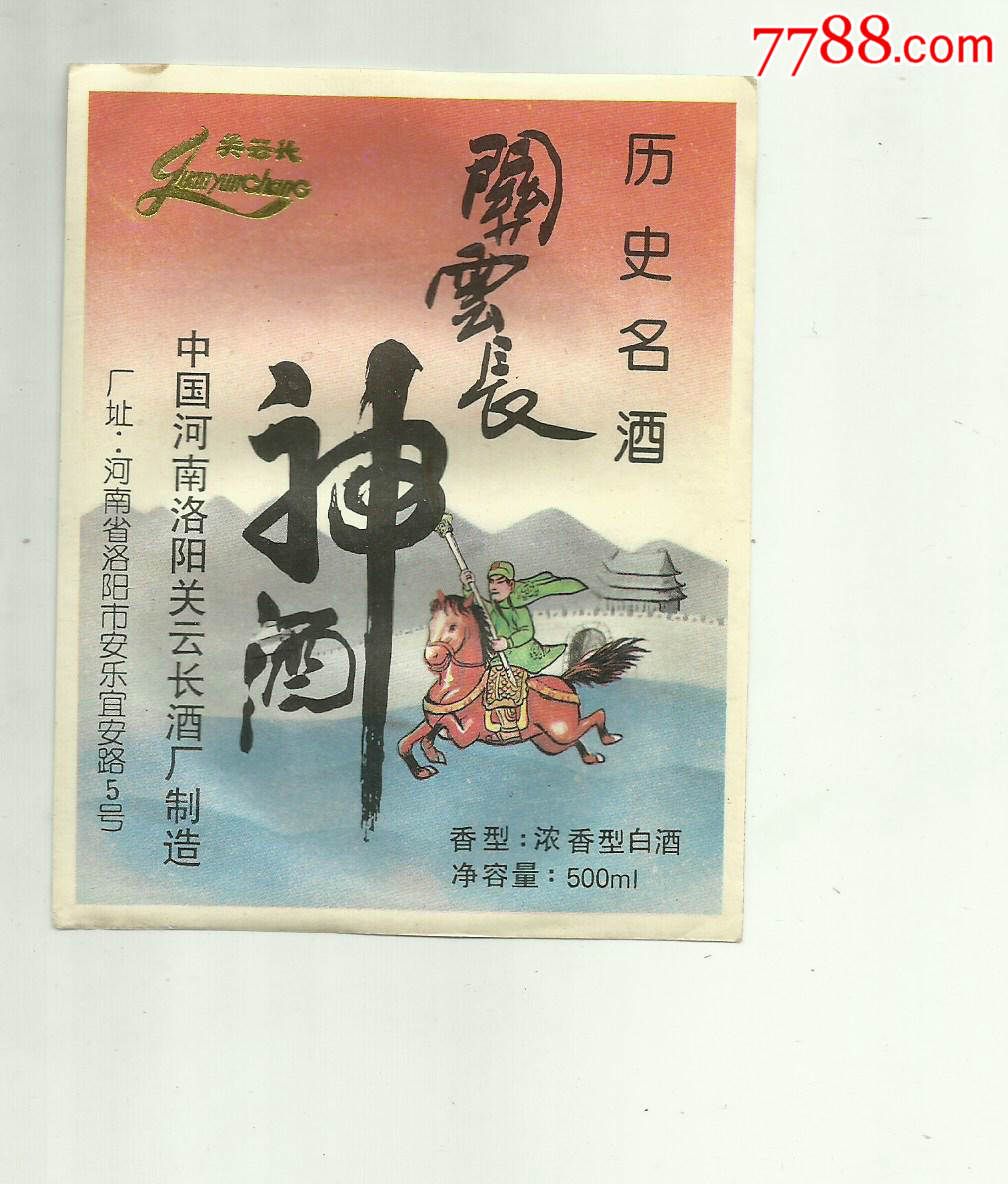 7788.com
关云长
Guanyunchang
历史名酒
關雲長
神酒
中国河南洛阳关云长酒厂制造
厂址：河南省洛阳市安乐宜安路5号
香型：浓香型白酒
净容量：500ml